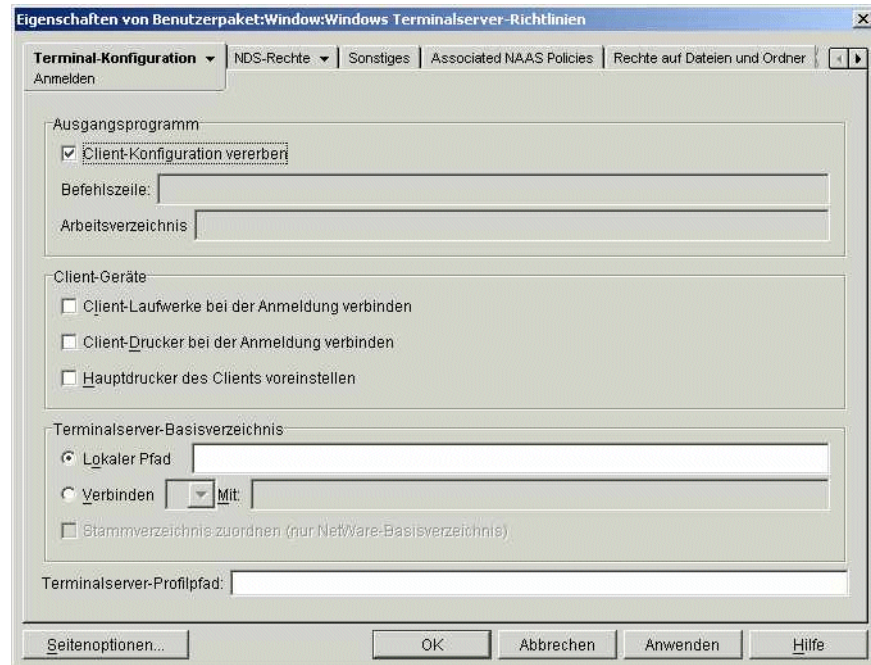 Eigenschaften von Benutzerpaket:Window:Windows Terminalserver-Richtlinien
Terminal-Konfiguration NDS-Rechte Sonstiges Associated NAAS Policies Rechte auf Dateien und Ordner
Anmelden
Ausgangsprogramm
Client-Konfiguration vererben
Befehlszeile:
Arbeitsverzeichnis
Client-Geräte
Client-Laufwerke bei der Anmeldung verbinden
Client-Drucker bei der Anmeldung verbinden
Hauptdrucker des Clients voreinstellen
Terminalserver-Basisverzeichnis
Lokaler Pfad
Verbinden Mit:
Stammverzeichnis zuordnen (nur NetWare-Basisverzeichnis)
Terminalserver-Profilpfad:
Seitenoptionen... OK Abbrechen Anwenden Hilfe